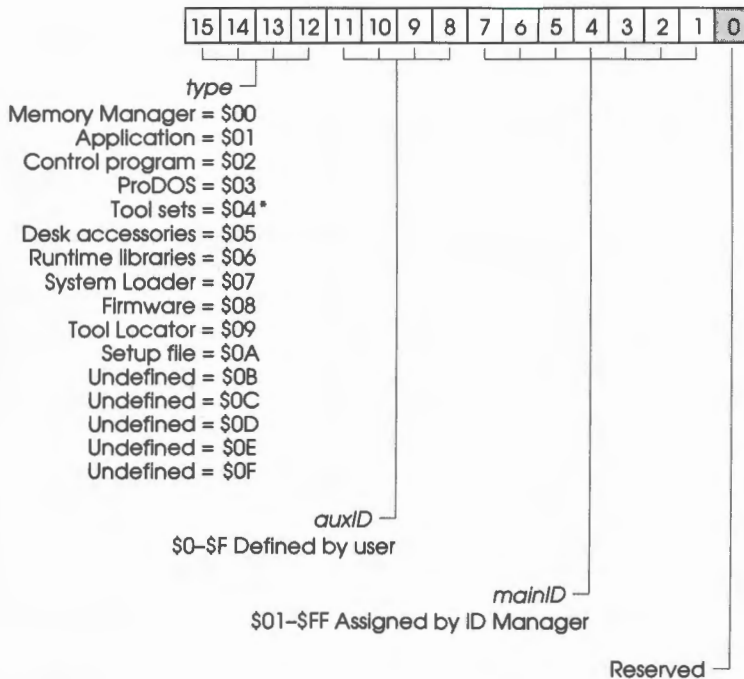 15 14 13 12 11 10 9 8 7 6 5 4 3 2 1 0
type
Memory Manager = $00
Application = $01
Control program = $02
ProDOS = $03
Tool sets = $04*
Desk accessories = $05
Runtime libraries = $06
System Loader = $07
Firmware = $08
Tool Locator = $09
Setup file = $0A
Undefined = $0B
Undefined = $0C
Undefined = $0D
Undefined = $0E
Undefined = $0F
auxID
$0–$F Defined by user
mainID
$01–$FF Assigned by ID Manager
Reserved